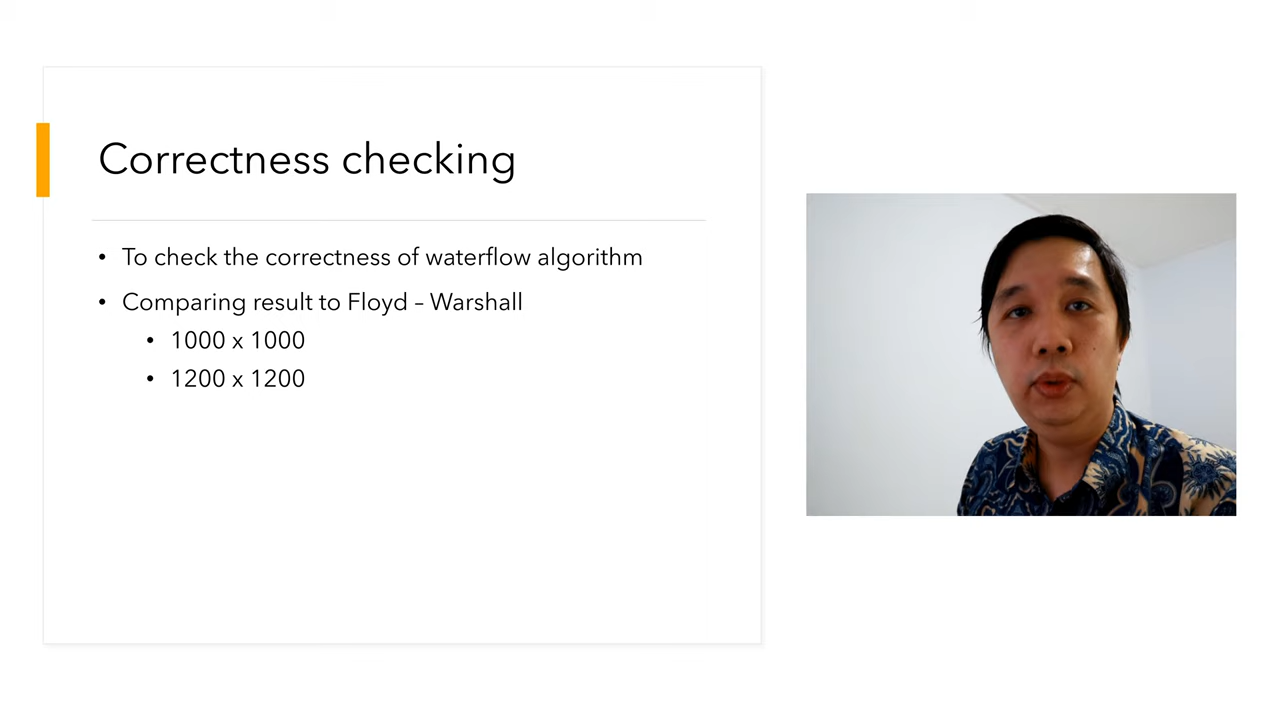 Correctness checking
• To check the correctness of waterflow algorithm
• Comparing result to Floyd – Warshall
• 1000 x 1000
• 1200 x 1200